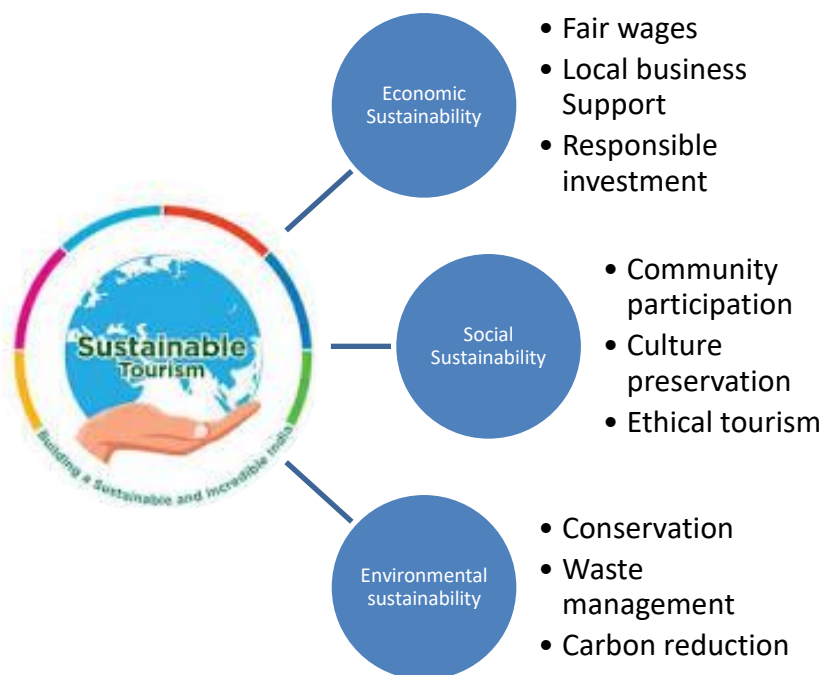 Sustainable
Tourism
Building a Sustainable and Incredible India
Economic
Sustainability
• Fair wages
• Local business
Support
• Responsible
investment
Social
Sustainability
• Community
participation
• Culture
preservation
• Ethical tourism
Environmental
sustainability
• Conservation
• Waste
management
• Carbon reduction